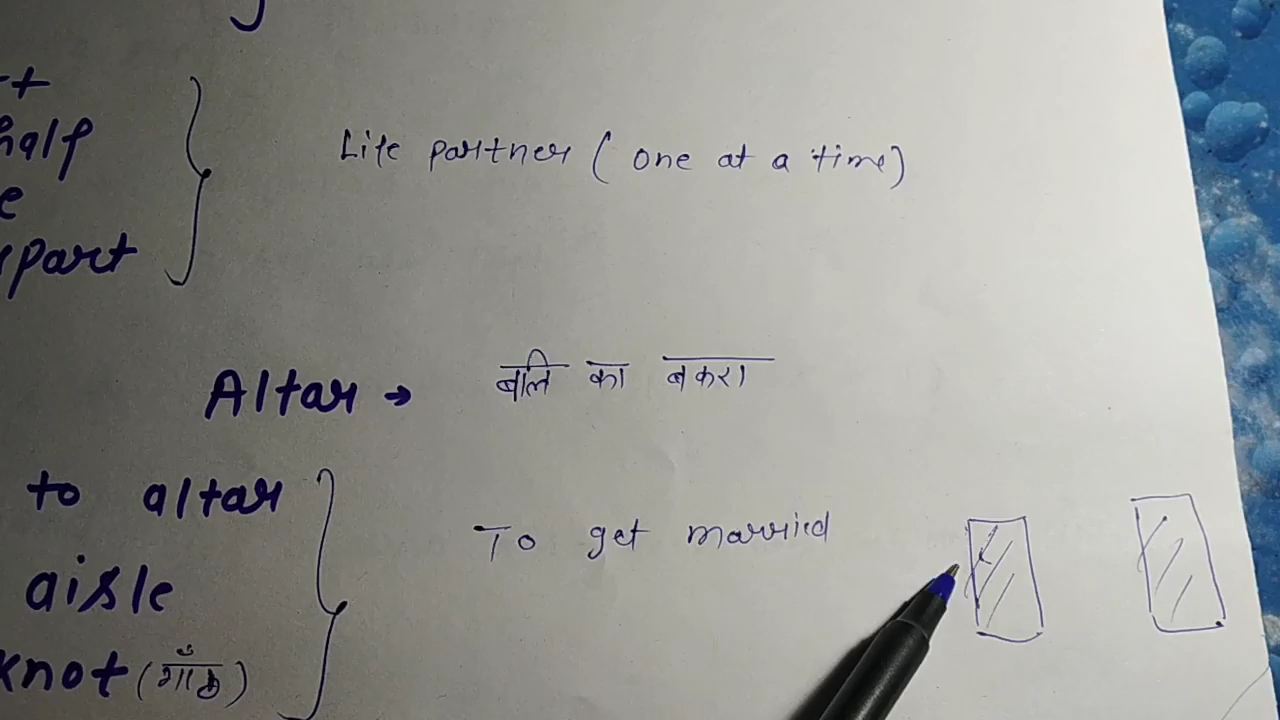 half
Life partner ( one at a time)
part
Altar → बलि का बकरा
to altar
To get married
aisle
knot (गाँठ)